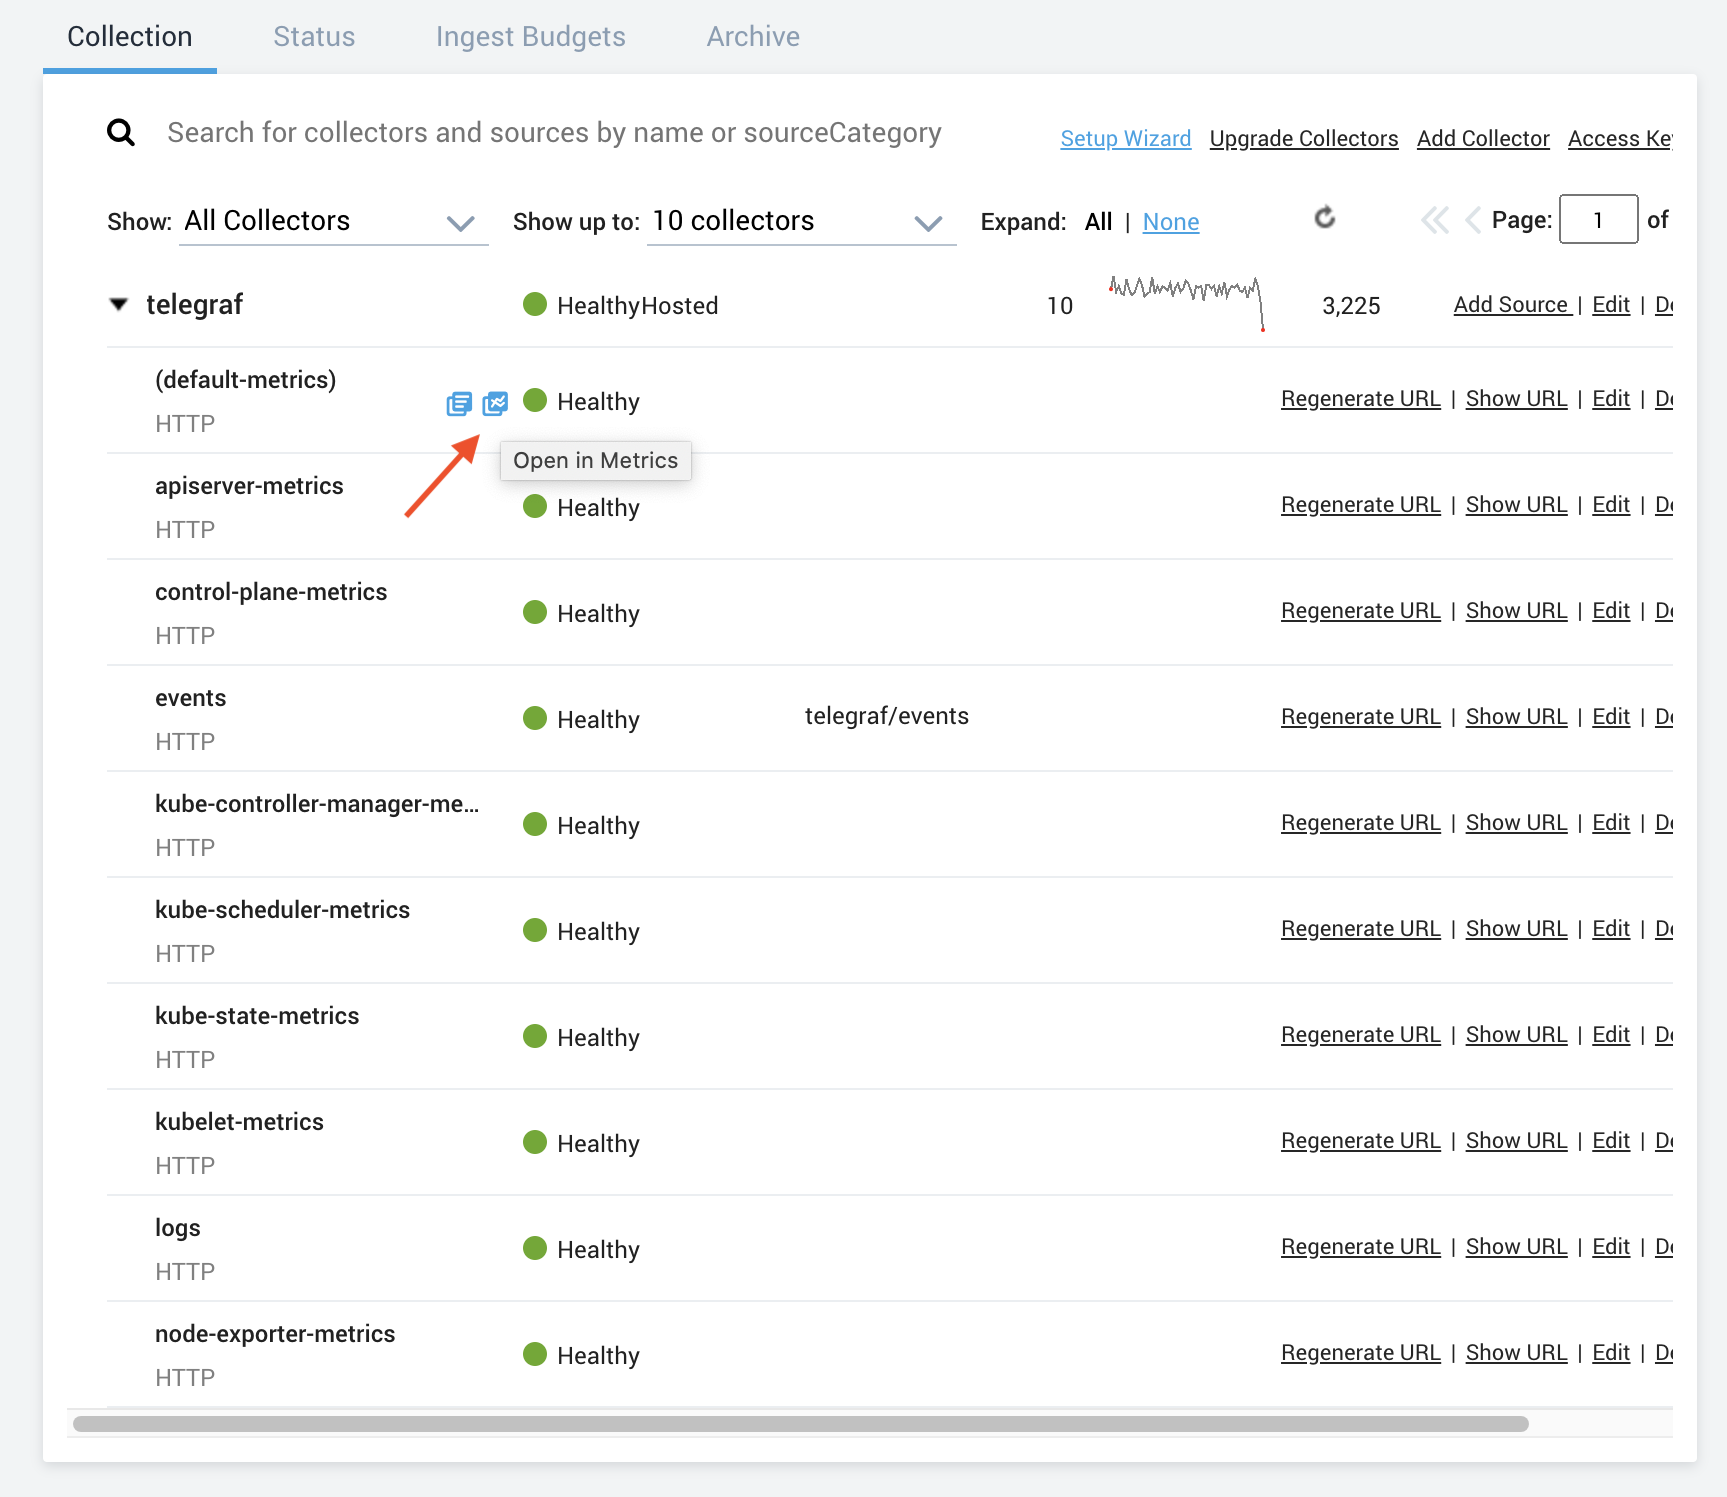 Collection Status Ingest Budgets Archive
Search for collectors and sources by name or sourceCategory
Setup Wizard Upgrade Collectors Add Collector Access Key
Show: All Collectors Show up to: 10 collectors Expand: All | None Page: 1 of
telegraf HealthyHosted 10 3,225 Add Source | Edit |
(default-metrics)
HTTP
Healthy Regenerate URL | Show URL | Edit |
Open in Metrics
apiserver-metrics
HTTP
Healthy Regenerate URL | Show URL | Edit |
control-plane-metrics
HTTP
Healthy Regenerate URL | Show URL | Edit |
events
HTTP
Healthy telegraf/events Regenerate URL | Show URL | Edit |
kube-controller-manager-me...
HTTP
Healthy Regenerate URL | Show URL | Edit |
kube-scheduler-metrics
HTTP
Healthy Regenerate URL | Show URL | Edit |
kube-state-metrics
HTTP
Healthy Regenerate URL | Show URL | Edit |
kubelet-metrics
HTTP
Healthy Regenerate URL | Show URL | Edit |
logs
HTTP
Healthy Regenerate URL | Show URL | Edit |
node-exporter-metrics
HTTP
Healthy Regenerate URL | Show URL | Edit |